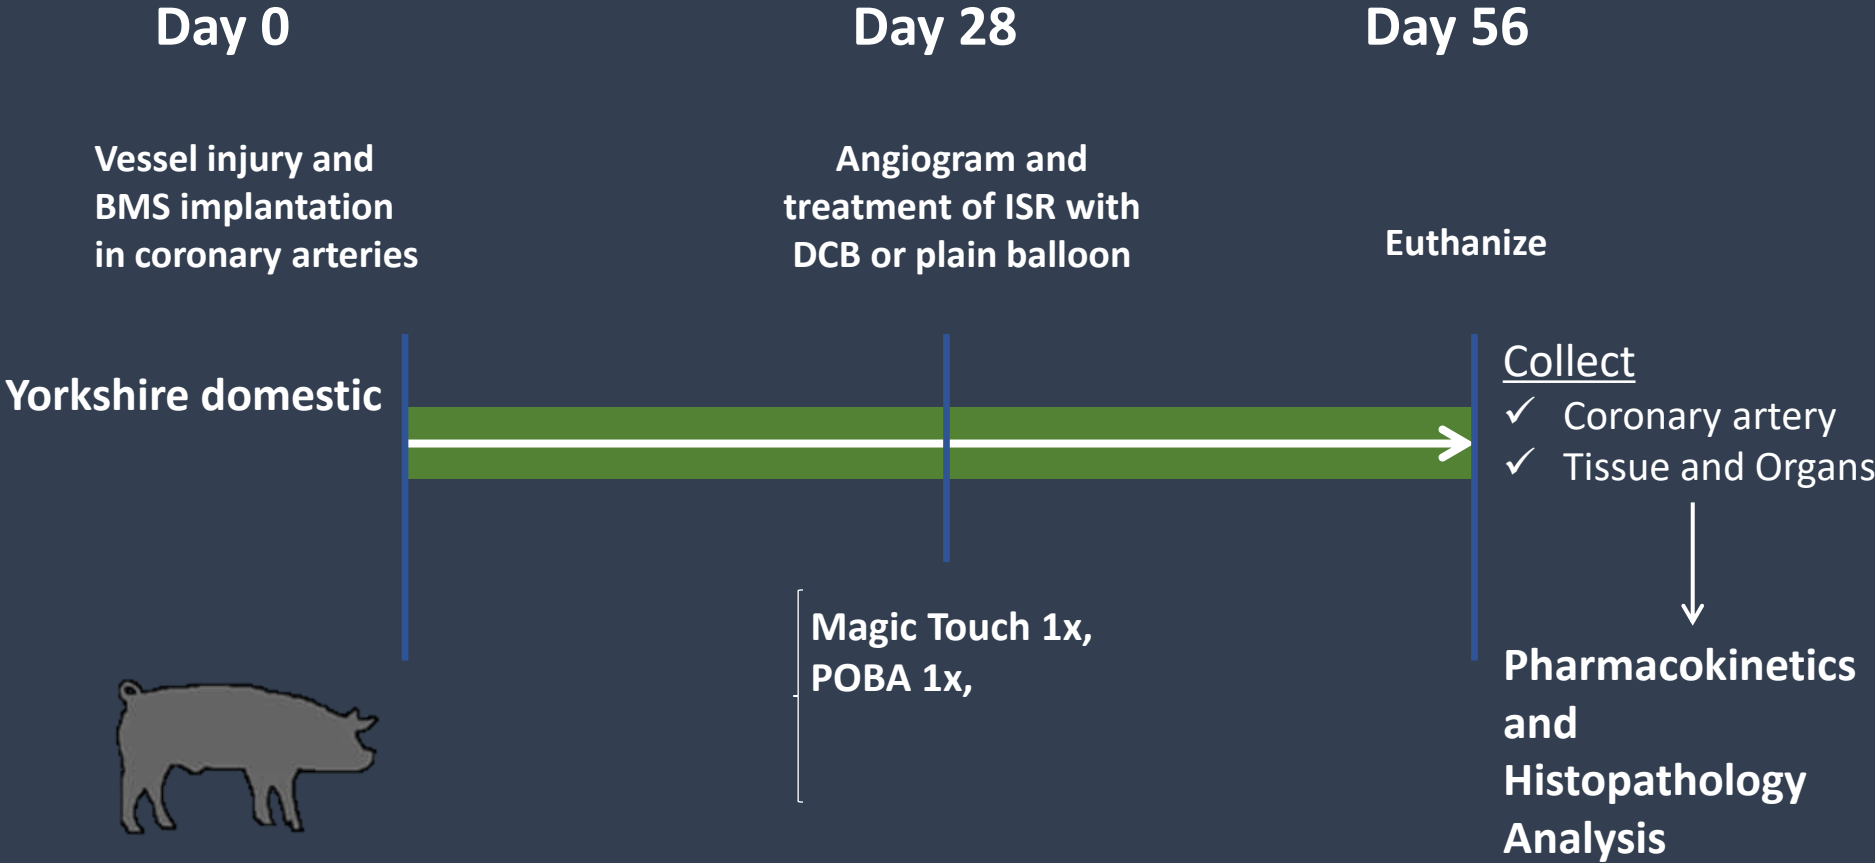 Day 0
Day 28
Day 56
Vessel injury and
BMS implantation
in coronary arteries
Angiogram and
treatment of ISR with
DCB or plain balloon
Euthanize
Yorkshire domestic
Collect
✓ Coronary artery
✓ Tissue and Organs
Magic Touch 1x,
POBA 1x,
Pharmacokinetics
and
Histopathology
Analysis